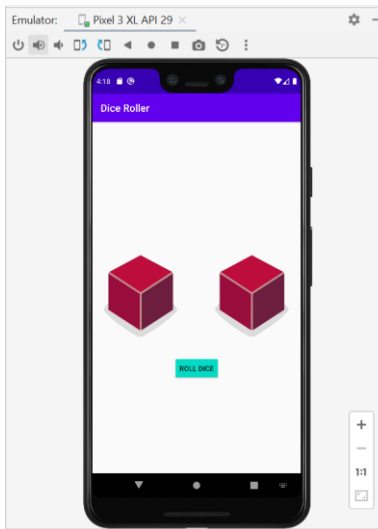 Emulator: Pixel 3 XL API 29
4:18
Dice Roller
ROLL DICE
1:1